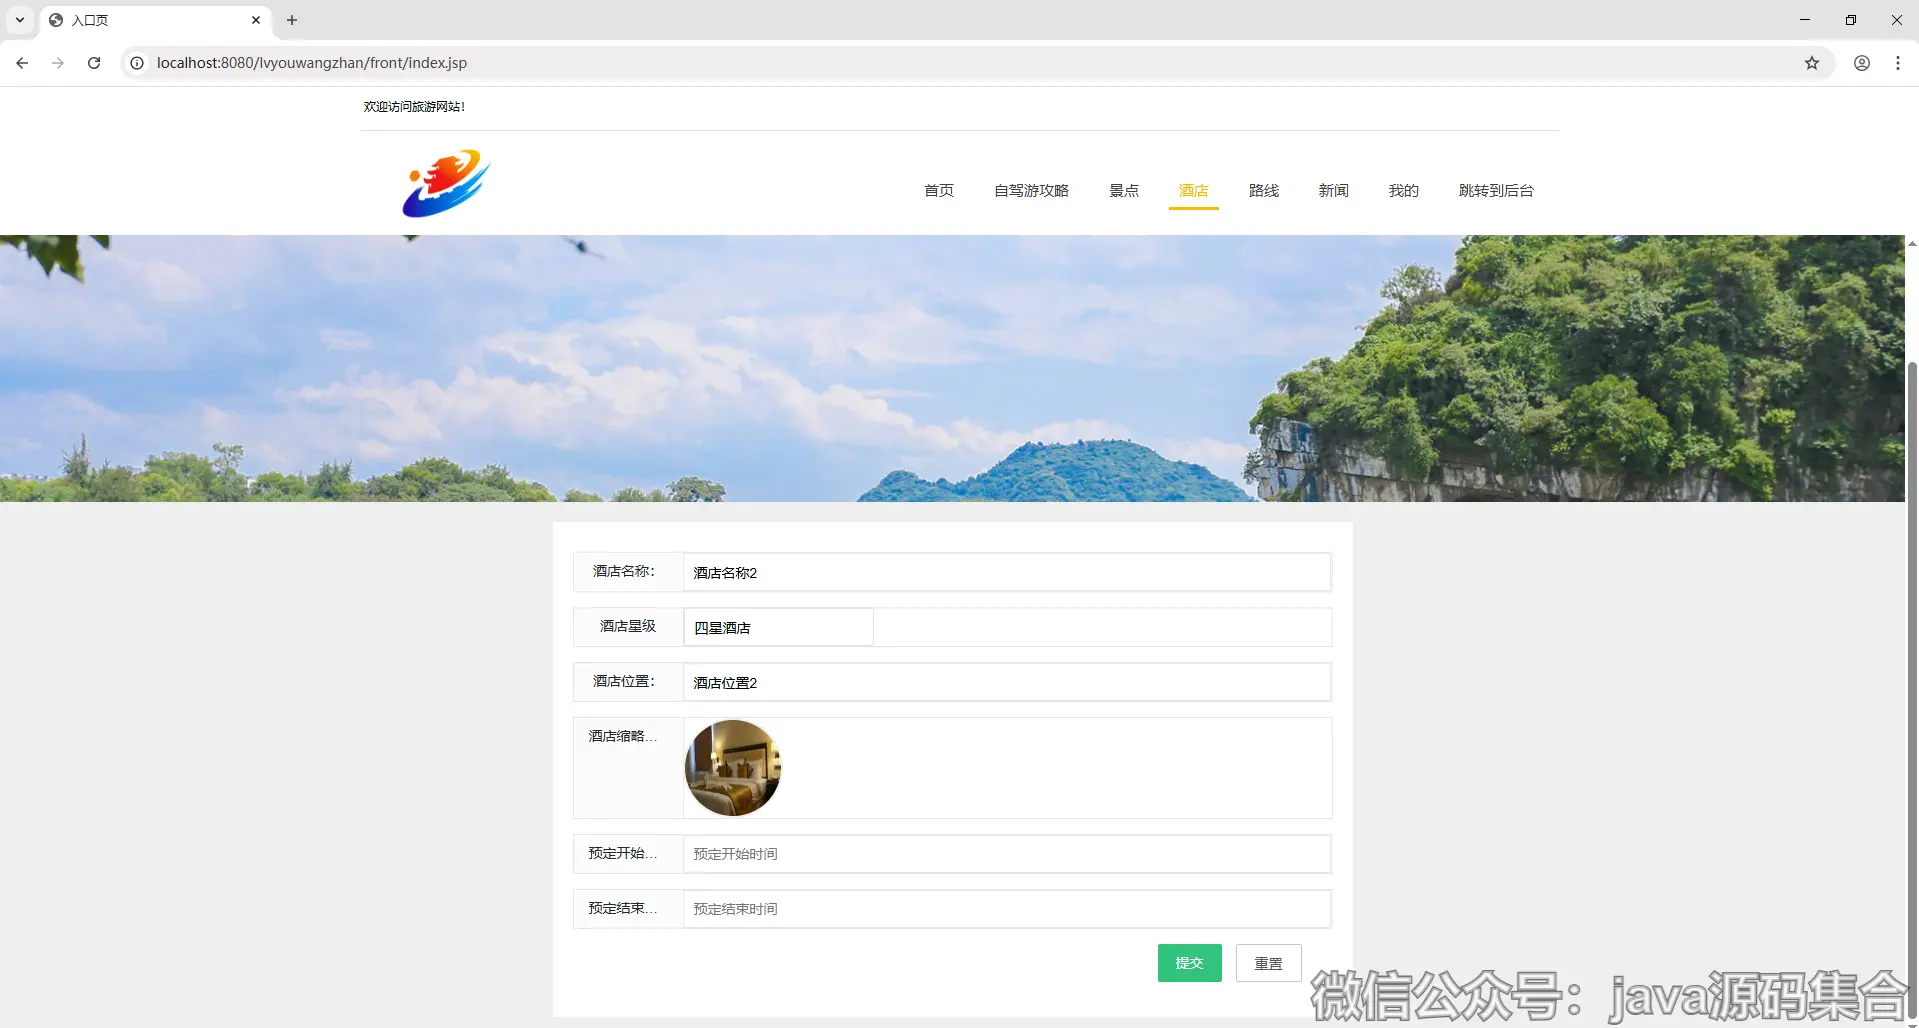 入口页
localhost:8080/lvyouwangzhan/front/index.jsp
欢迎访问旅游网站！
首页 自驾游攻略 景点 酒店 路线 新闻 我的 跳转到后台
酒店名称： 酒店名称2
酒店星级 四星酒店
酒店位置： 酒店位置2
酒店缩略...
预定开始... 预定开始时间
预定结束... 预定结束时间
提交 重置
微信公众号：java源码集合